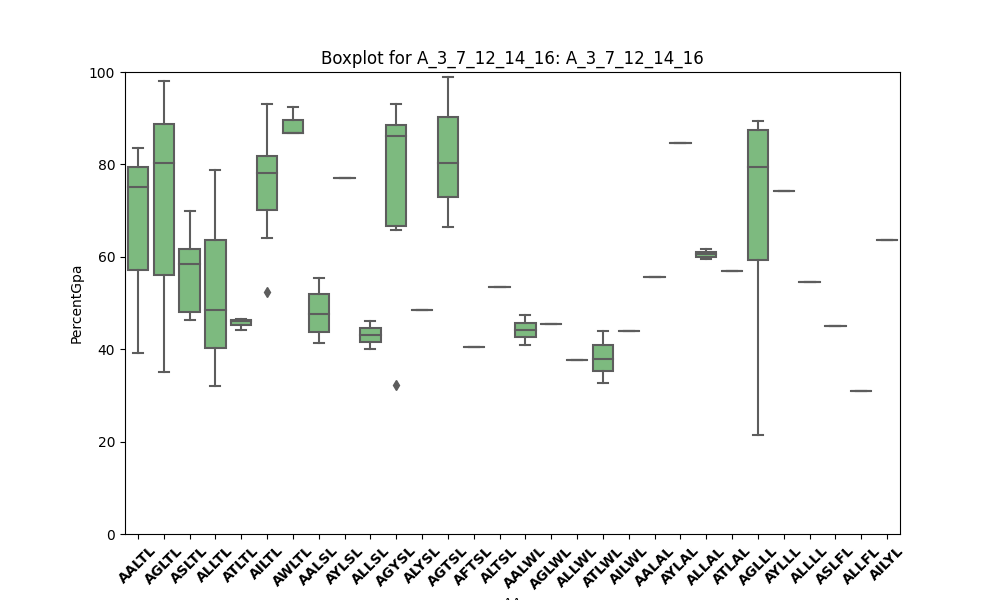 Boxplot for A_3_7_12_14_16: A_3_7_12_14_16
PercentGpa
100
80
60
40
20
0
AALTL
AGLTL
ASLTL
ALLTL
ATLTL
AILTL
AWLTL
AALSL
AYLSL
ALLSL
AGYSL
ALYSL
AGTSL
AFTSL
ALTSL
AALWL
AGLWL
ALLWL
ATLWL
AILWL
AALAL
AYLAL
ALLAL
ATLAL
AGLLL
AYLLL
ALLLL
ASLFL
ALLFL
AILYL